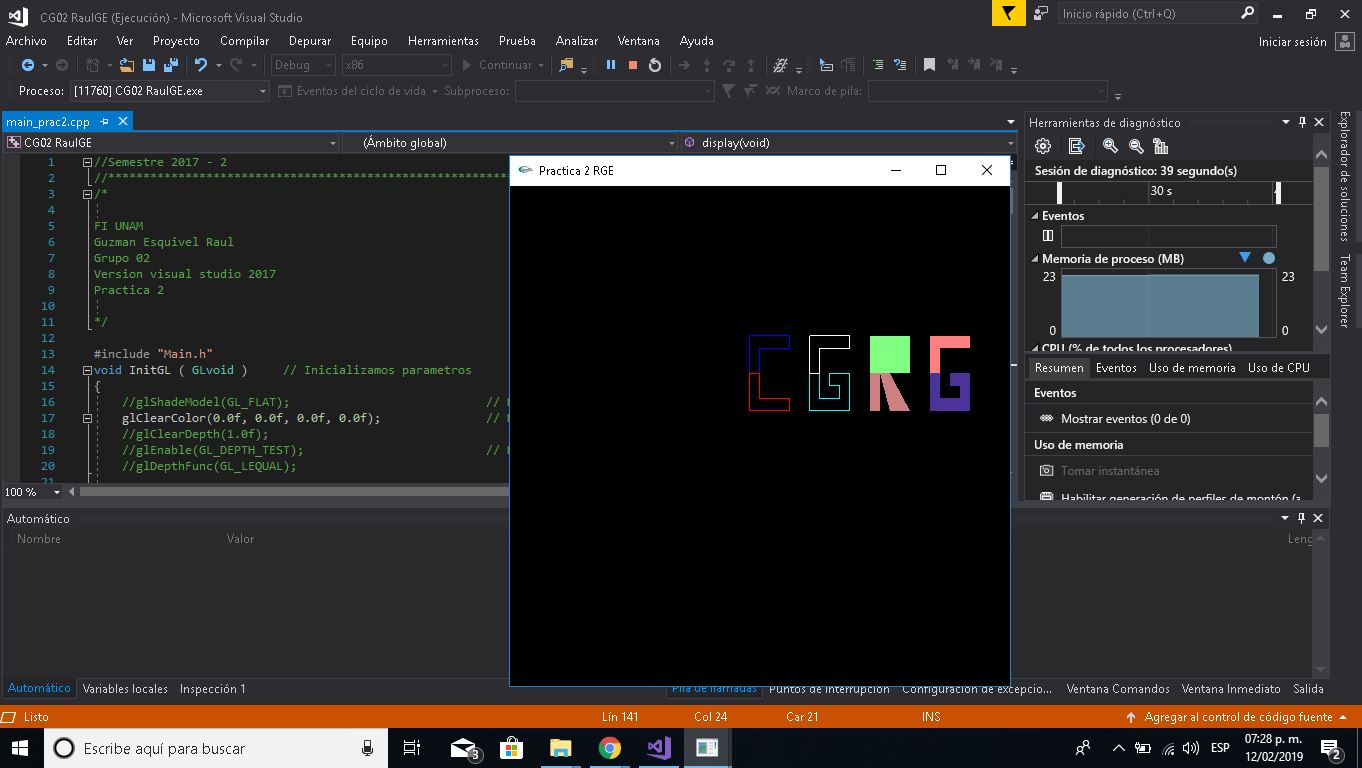 CG02 RaulGE (Ejecución) - Microsoft Visual Studio
Inicio rápido (Ctrl+Q)
Archivo Editar Ver Proyecto Compilar Depurar Equipo Herramientas Prueba Analizar Ventana Ayuda
Iniciar sesión
Debug x86 Continuar
Proceso: [11760] CG02 RaulGE.exe Eventos del ciclo de vida Subproceso: Marco de pila:
main_prac2.cpp
CG02 RaulGE (Ámbito global) display(void)
1 //Semestre 2017 - 2
2 //************************************************************
3 /*
4
5 FI UNAM
6 Guzman Esquivel Raul
7 Grupo 02
8 Version visual studio 2017
9 Practica 2
10
11 */
12
13 #include "Main.h"
14 void InitGL ( GLvoid ) // Inicializamos parametros
15 {
16 //glShadeModel(GL_FLAT); //
17 glClearColor(0.0f, 0.0f, 0.0f, 0.0f); //
18 //glClearDepth(1.0f);
19 //glEnable(GL_DEPTH_TEST); //
20 //glDepthFunc(GL_LEQUAL);
21
100 %
Practica 2 RGE
CGRG
Herramientas de diagnóstico
Sesión de diagnóstico: 39 segundo(s)
30 s
Eventos
Memoria de proceso (MB)
23 23
0 0
CPU (% de todos los procesadores)
Resumen Eventos Uso de memoria Uso de CPU
Eventos
Mostrar eventos (0 de 0)
Uso de memoria
Tomar instantánea
Habilitar generación de perfiles de montón (a
Explorador de soluciones
Team Explorer
Automático
Nombre Valor Leng
Automático Variables locales Inspección 1
Pila de llamadas Puntos de interrupción Configuración de excepcio... Ventana Comandos Ventana Inmediato Salida
Listo Lín 141 Col 24 Car 21 INS Agregar al control de código fuente
Escribe aquí para buscar
3
ESP
07:28 p. m.
12/02/2019
2